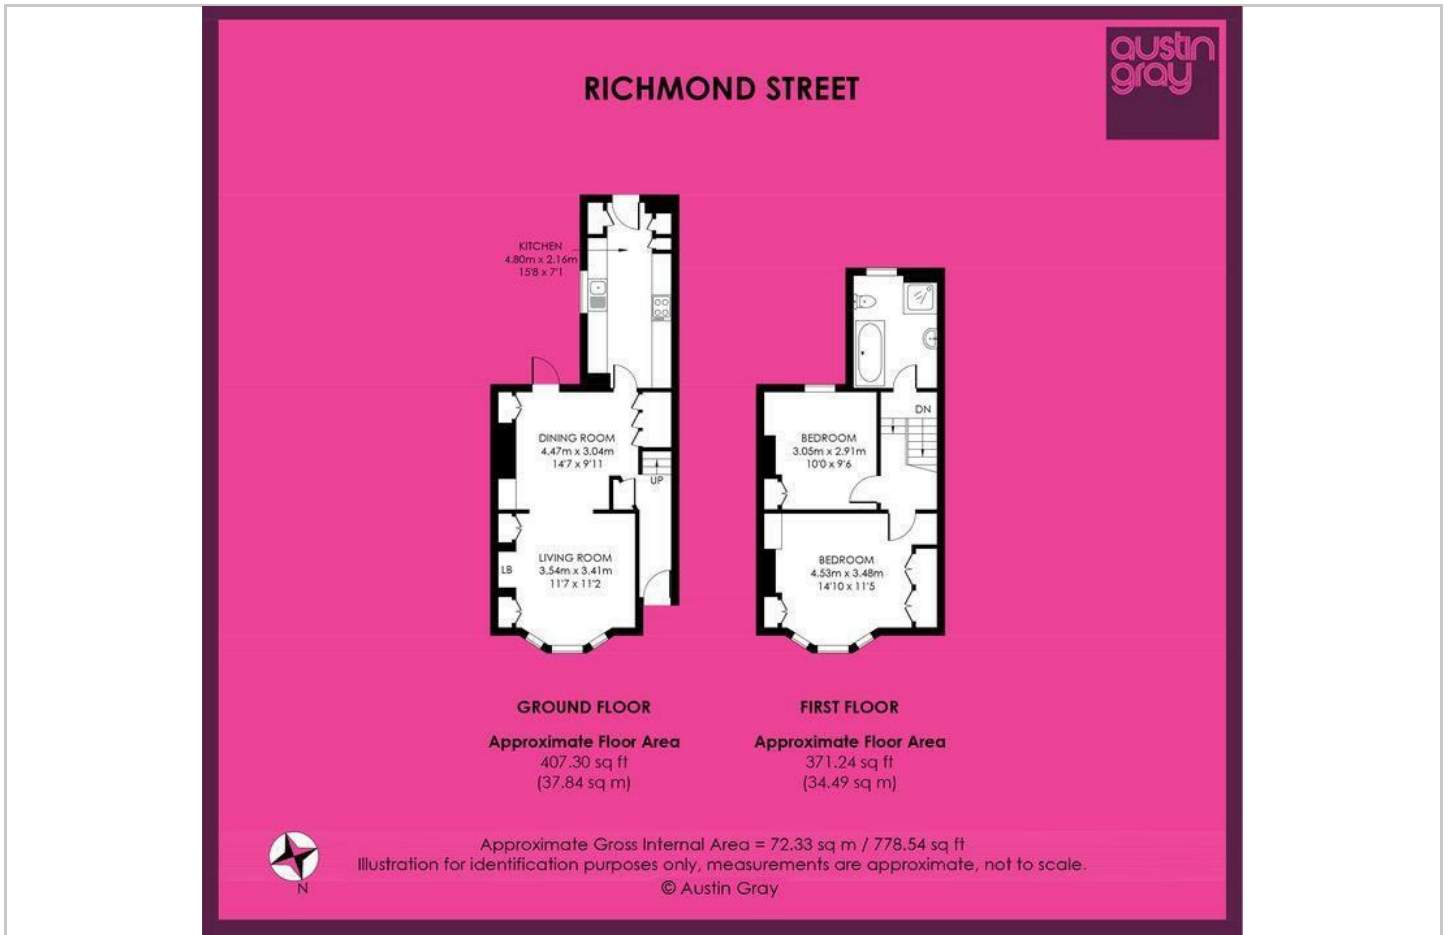 austin
gray
RICHMOND STREET
KITCHEN
4.80m x 2.16m
15'8 x 7'1
DINING ROOM
4.47m x 3.04m
14'7 x 9'11
UP
LIVING ROOM
3.54m x 3.41m
11'7 x 11'2
LB
DN
BEDROOM
3.05m x 2.91m
10'0 x 9'6
BEDROOM
4.53m x 3.48m
14'10 x 11'5
GROUND FLOOR
Approximate Floor Area
407.30 sq ft
(37.84 sq m)
FIRST FLOOR
Approximate Floor Area
371.24 sq ft
(34.49 sq m)
N
Approximate Gross Internal Area = 72.33 sq m / 778.54 sq ft
Illustration for identification purposes only, measurements are approximate, not to scale.
© Austin Gray